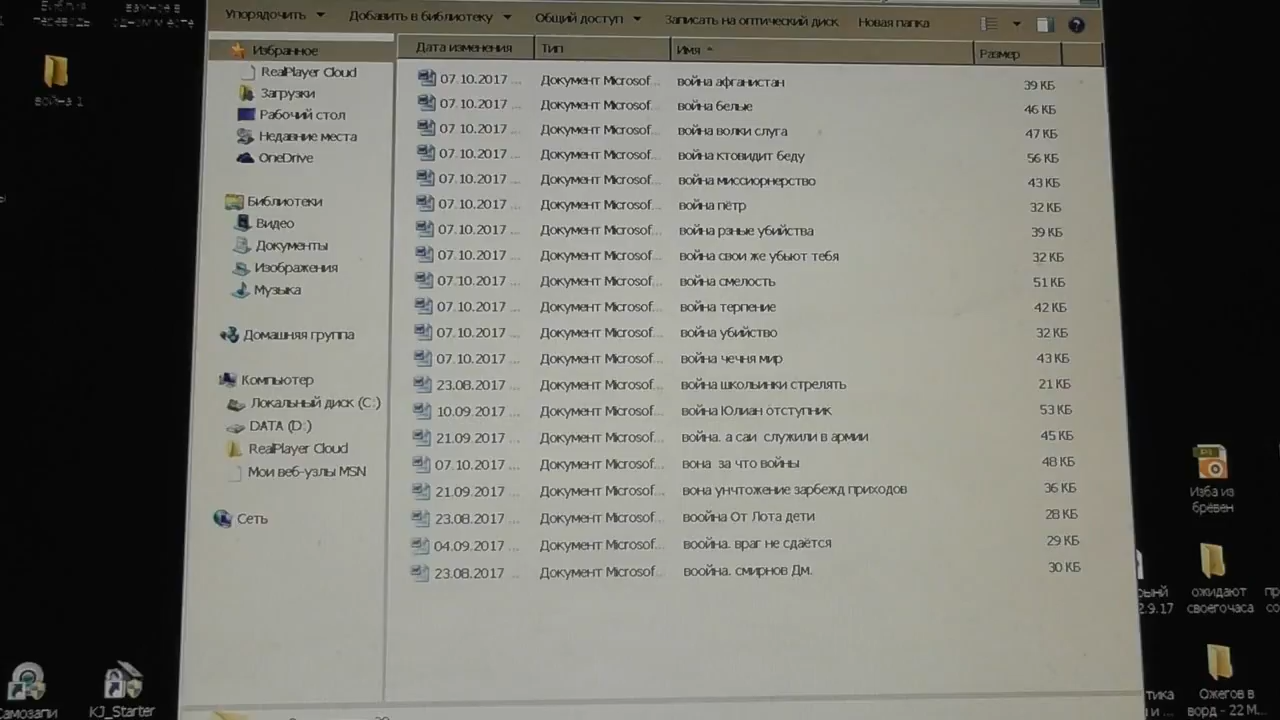 Упорядочить Добавить в библиотеку Общий доступ Записать на оптический диск Новая папка
Избранное
RealPlayer Cloud
Загрузки
Рабочий стол
Недавние места
OneDrive
Библиотеки
Видео
Документы
Изображения
Музыка
Домашняя группа
Компьютер
Локальный диск (C:)
DATA (D:)
RealPlayer Cloud
Мои веб-узлы MSN
Сеть
Дата изменения Тип Имя Размер
07.10.2017 ... Документ Microsof... война афганистан 39 КБ
07.10.2017 ... Документ Microsof... война белые 46 КБ
07.10.2017 ... Документ Microsof... война волки слуга 47 КБ
07.10.2017 ... Документ Microsof... война ктовидит беду 56 КБ
07.10.2017 ... Документ Microsof... война миссиорнерство 43 КБ
07.10.2017 ... Документ Microsof... война пётр 32 КБ
07.10.2017 ... Документ Microsof... война рзные убийства 39 КБ
07.10.2017 ... Документ Microsof... война свои же убьют тебя 32 КБ
07.10.2017 ... Документ Microsof... война смелость 51 КБ
07.10.2017 ... Документ Microsof... война терпение 42 КБ
07.10.2017 ... Документ Microsof... война убийство 32 КБ
07.10.2017 ... Документ Microsof... война чечня мир 43 КБ
23.08.2017 ... Документ Microsof... война школьинки стрелять 21 КБ
10.09.2017 ... Документ Microsof... война Юлиан отступник 53 КБ
21.09.2017 ... Документ Microsof... война. а саи служили в армии 45 КБ
07.10.2017 ... Документ Microsof... вона за что войны 48 КБ
21.09.2017 ... Документ Microsof... вона унчтожение зарбежд приходов 36 КБ
23.08.2017 ... Документ Microsof... воойна От Лота дети 28 КБ
04.09.2017 ... Документ Microsof... воойна. враг не сдаётся 29 КБ
23.08.2017 ... Документ Microsof... воойна. смирнов Дм. 30 КБ
война 1
Самозапи
KJ_Starter
Изба из
брёвен
ожидают
своегочаса
2.9.17
Ожегов в
ворд - 22 М...